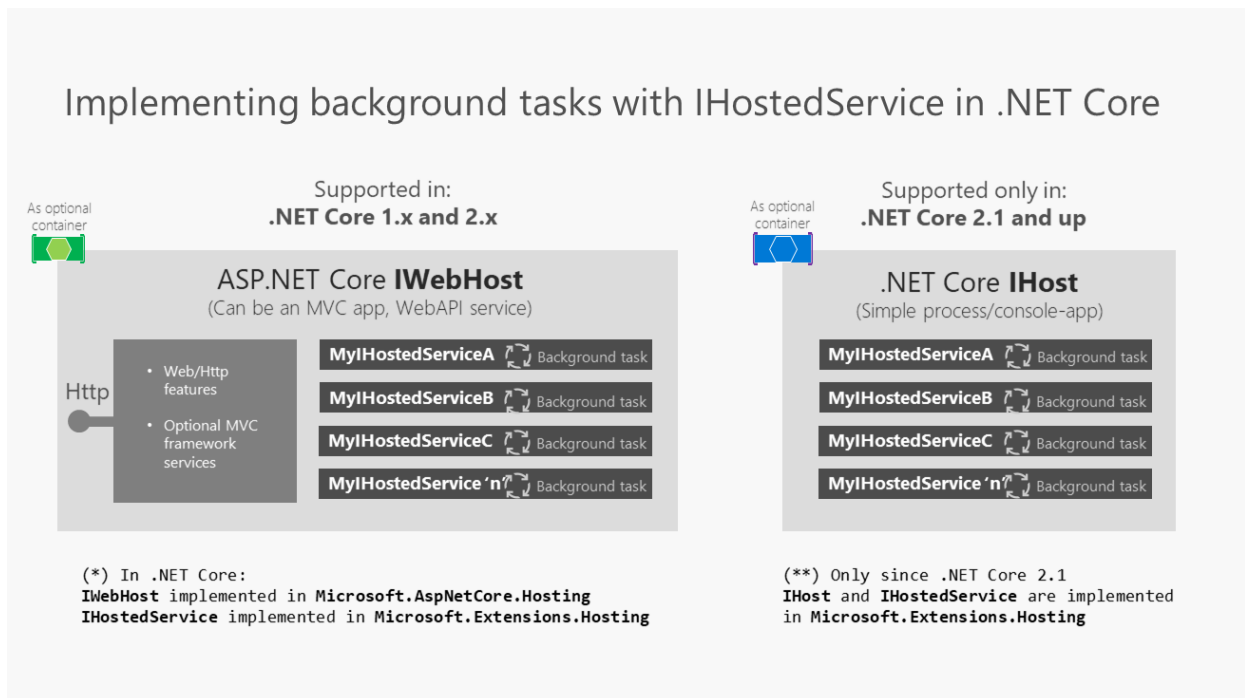 Implementing background tasks with IHostedService in .NET Core
Supported in:
.NET Core 1.x and 2.x
As optional
container
ASP.NET Core IWebHost
(Can be an MVC app, WebAPI service)
Http
• Web/Http
features
• Optional MVC
framework
services
MyIHostedServiceA Background task
MyIHostedServiceB Background task
MyIHostedServiceC Background task
MyIHostedService ‘n’ Background task
(*) In .NET Core:
IWebHost implemented in Microsoft.AspNetCore.Hosting
IHostedService implemented in Microsoft.Extensions.Hosting
Supported only in:
.NET Core 2.1 and up
As optional
container
.NET Core IHost
(Simple process/console-app)
MyIHostedServiceA Background task
MyIHostedServiceB Background task
MyIHostedServiceC Background task
MyIHostedService ‘n’ Background task
(**) Only since .NET Core 2.1
IHost and IHostedService are implemented
in Microsoft.Extensions.Hosting